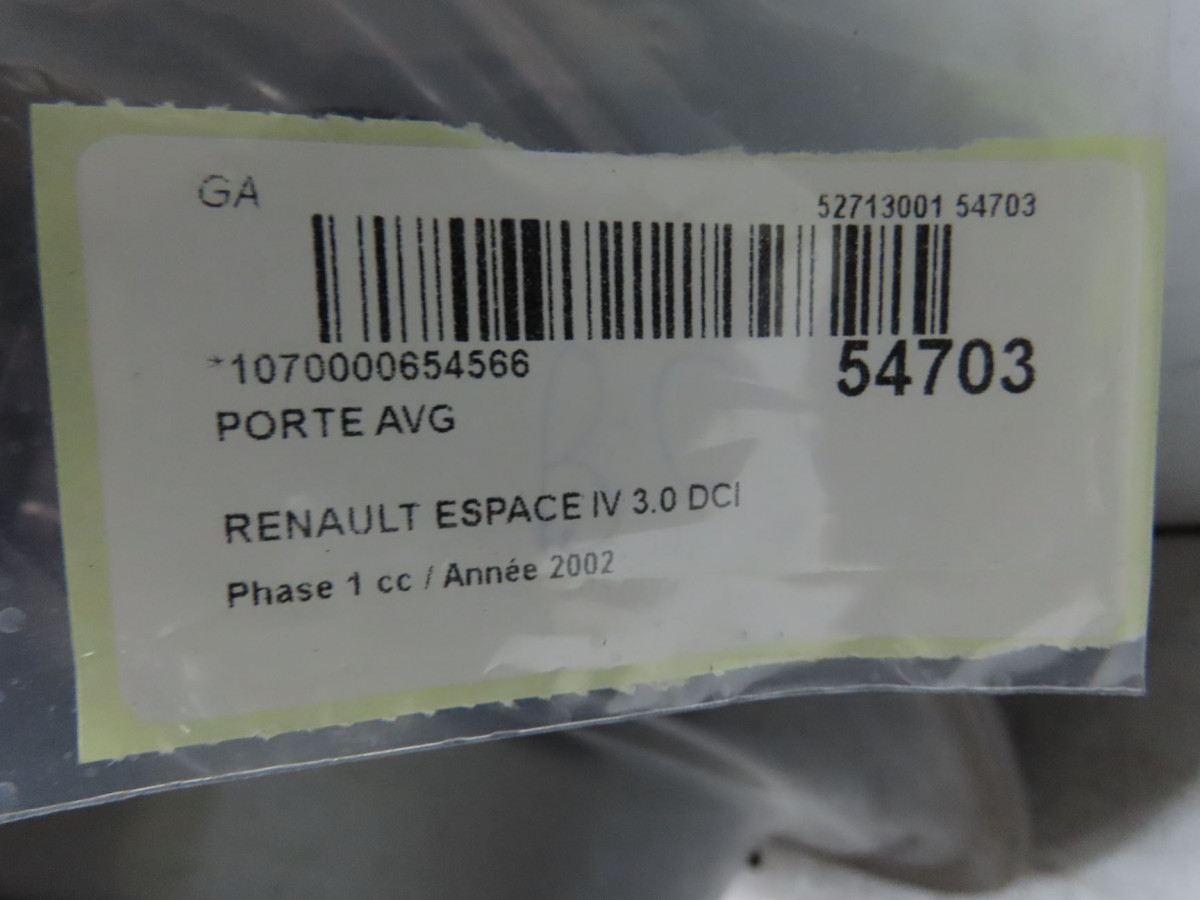 GA
52713001 54703
*1070000654566
54703
PORTE AVG
RENAULT ESPACE IV 3.0 DCI
Phase 1 cc / Année 2002